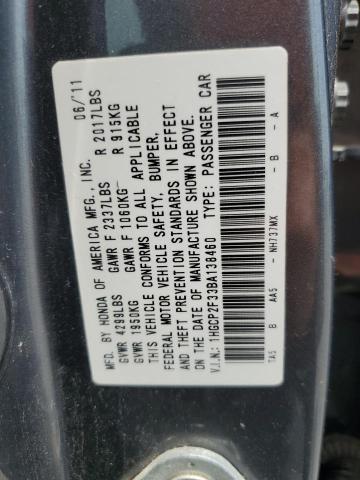 MFD. BY HONDA OF AMERICA MFG., INC. 06/'11
GVWR 4299LBS GAWR F 2337LBS R 2017LBS
GVWR 1950KG GAWR F 1060KG R 915KG
THIS VEHICLE CONFORMS TO ALL APPLICABLE
FEDERAL MOTOR VEHICLE SAFETY, BUMPER,
AND THEFT PREVENTION STANDARDS IN EFFECT
ON THE DATE OF MANUFACTURE SHOWN ABOVE.
V.I.N.: 1HGCP2F33BA138460 TYPE: PASSENGER CAR
TA5 B AA5 - NH737MX - B - A